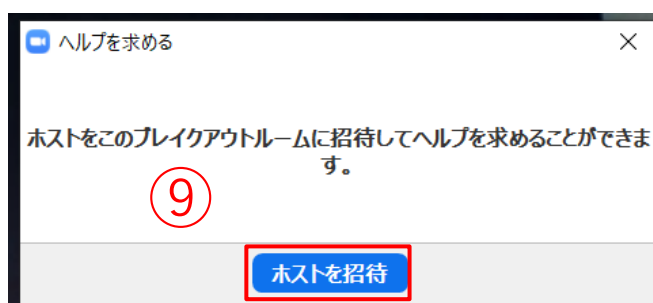 ヘルプを求める
ホストをこのブレイクアウトルームに招待してヘルプを求めることができま
す。
⑨
ホストを招待